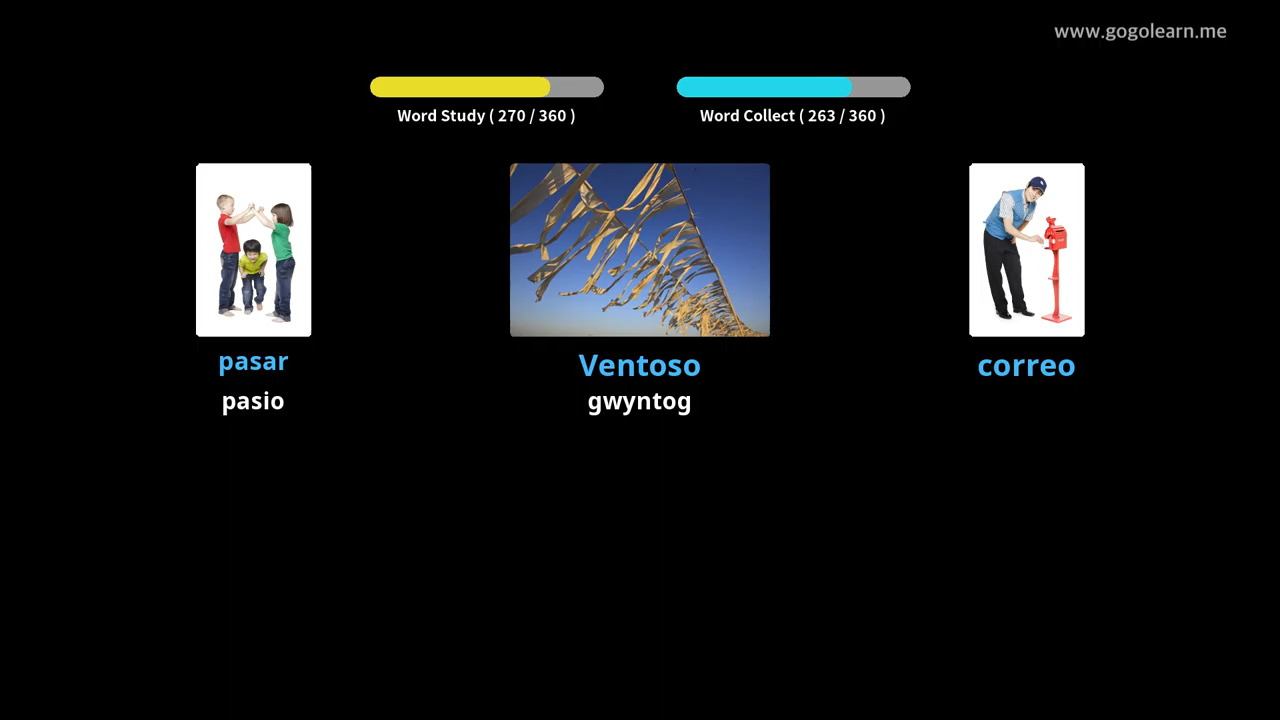 www.gogolearn.me
Word Study ( 270 / 360 )
Word Collect ( 263 / 360 )
pasar
pasio
Ventoso
gwyntog
correo